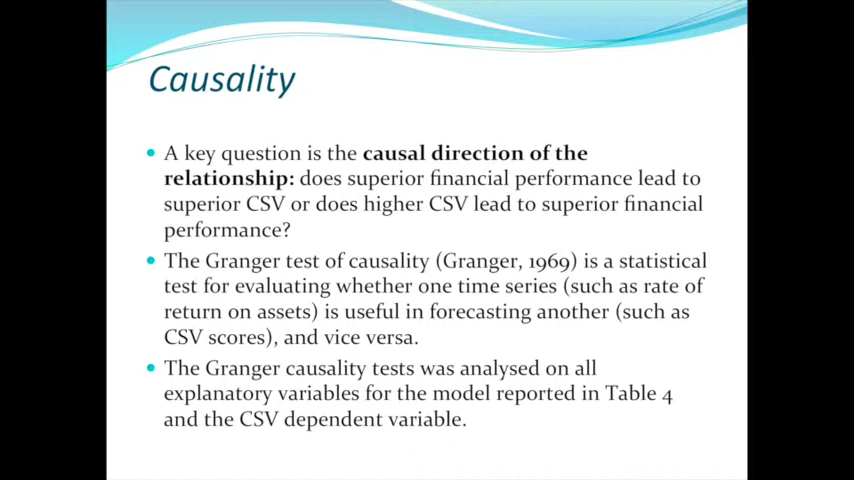 Causality
• A key question is the causal direction of the
relationship: does superior financial performance lead to
superior CSV or does higher CSV lead to superior financial
performance?
• The Granger test of causality (Granger, 1969) is a statistical
test for evaluating whether one time series (such as rate of
return on assets) is useful in forecasting another (such as
CSV scores), and vice versa.
• The Granger causality tests was analysed on all
explanatory variables for the model reported in Table 4
and the CSV dependent variable.